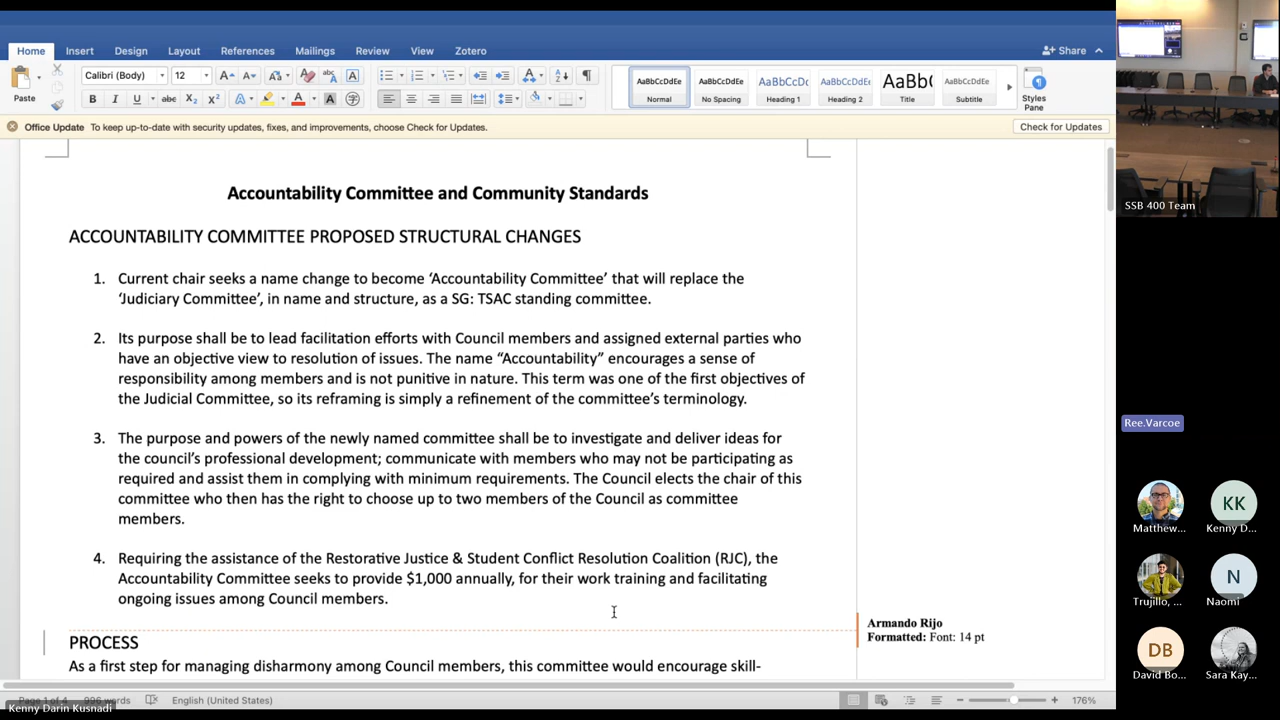 Home Insert Design Layout References Mailings Review View Zotero Share
Paste Calibri (Body) 12 AaBbCcDdEe AaBbCcDdEe AaBbCcDc AaBbCcDdEe AaBb( AaBbCcDdEe
Normal No Spacing Heading 1 Heading 2 Title Subtitle Styles Pane
Office Update To keep up-to-date with security updates, fixes, and improvements, choose Check for Updates. Check for Updates
Accountability Committee and Community Standards
ACCOUNTABILITY COMMITTEE PROPOSED STRUCTURAL CHANGES
1. Current chair seeks a name change to become ‘Accountability Committee’ that will replace the
‘Judiciary Committee’, in name and structure, as a SG: TSAC standing committee.
2. Its purpose shall be to lead facilitation efforts with Council members and assigned external parties who
have an objective view to resolution of issues. The name “Accountability” encourages a sense of
responsibility among members and is not punitive in nature. This term was one of the first objectives of
the Judicial Committee, so its reframing is simply a refinement of the committee’s terminology.
3. The purpose and powers of the newly named committee shall be to investigate and deliver ideas for
the council’s professional development; communicate with members who may not be participating as
required and assist them in complying with minimum requirements. The Council elects the chair of this
committee who then has the right to choose up to two members of the Council as committee
members.
4. Requiring the assistance of the Restorative Justice & Student Conflict Resolution Coalition (RJC), the
Accountability Committee seeks to provide $1,000 annually, for their work training and facilitating
ongoing issues among Council members.
PROCESS
As a first step for managing disharmony among Council members, this committee would encourage skill-
Armando Rijo
Formatted: Font: 14 pt
Page 1 of 4 996 words English (United States) 176%
Kenny Darin Kusnadi
SSB 400 Team
Ree.Varcoe
Matthew...
KK
Kenny D...
Trujillo, ...
N
Naomi
DB
David Bo...
Sara Kay...